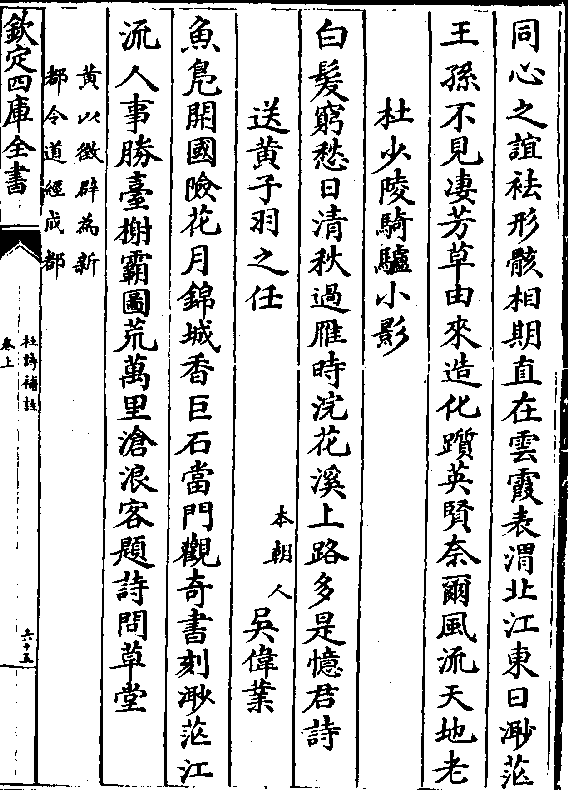 同心之誼袪形骸相期直在雲霞表渭北江東日渺茫
王孫不見凄芳草由來造化躓英賢奈爾風流天地老
杜少陵騎驢小影
白髮窮愁日清秋過雁時浣花溪上路多是憶君詩
送黄子羽之任
本朝人吳偉葉
魚鳧開國險花月錦城香巨石當門觀奇書刻渺茫江
流人事勝臺榭霸圖荒萬里滄浪客題詩問草堂
黄以徵辟為新
都令道經成都
欽定四庫全書
杜詩補註
卷上
六十五